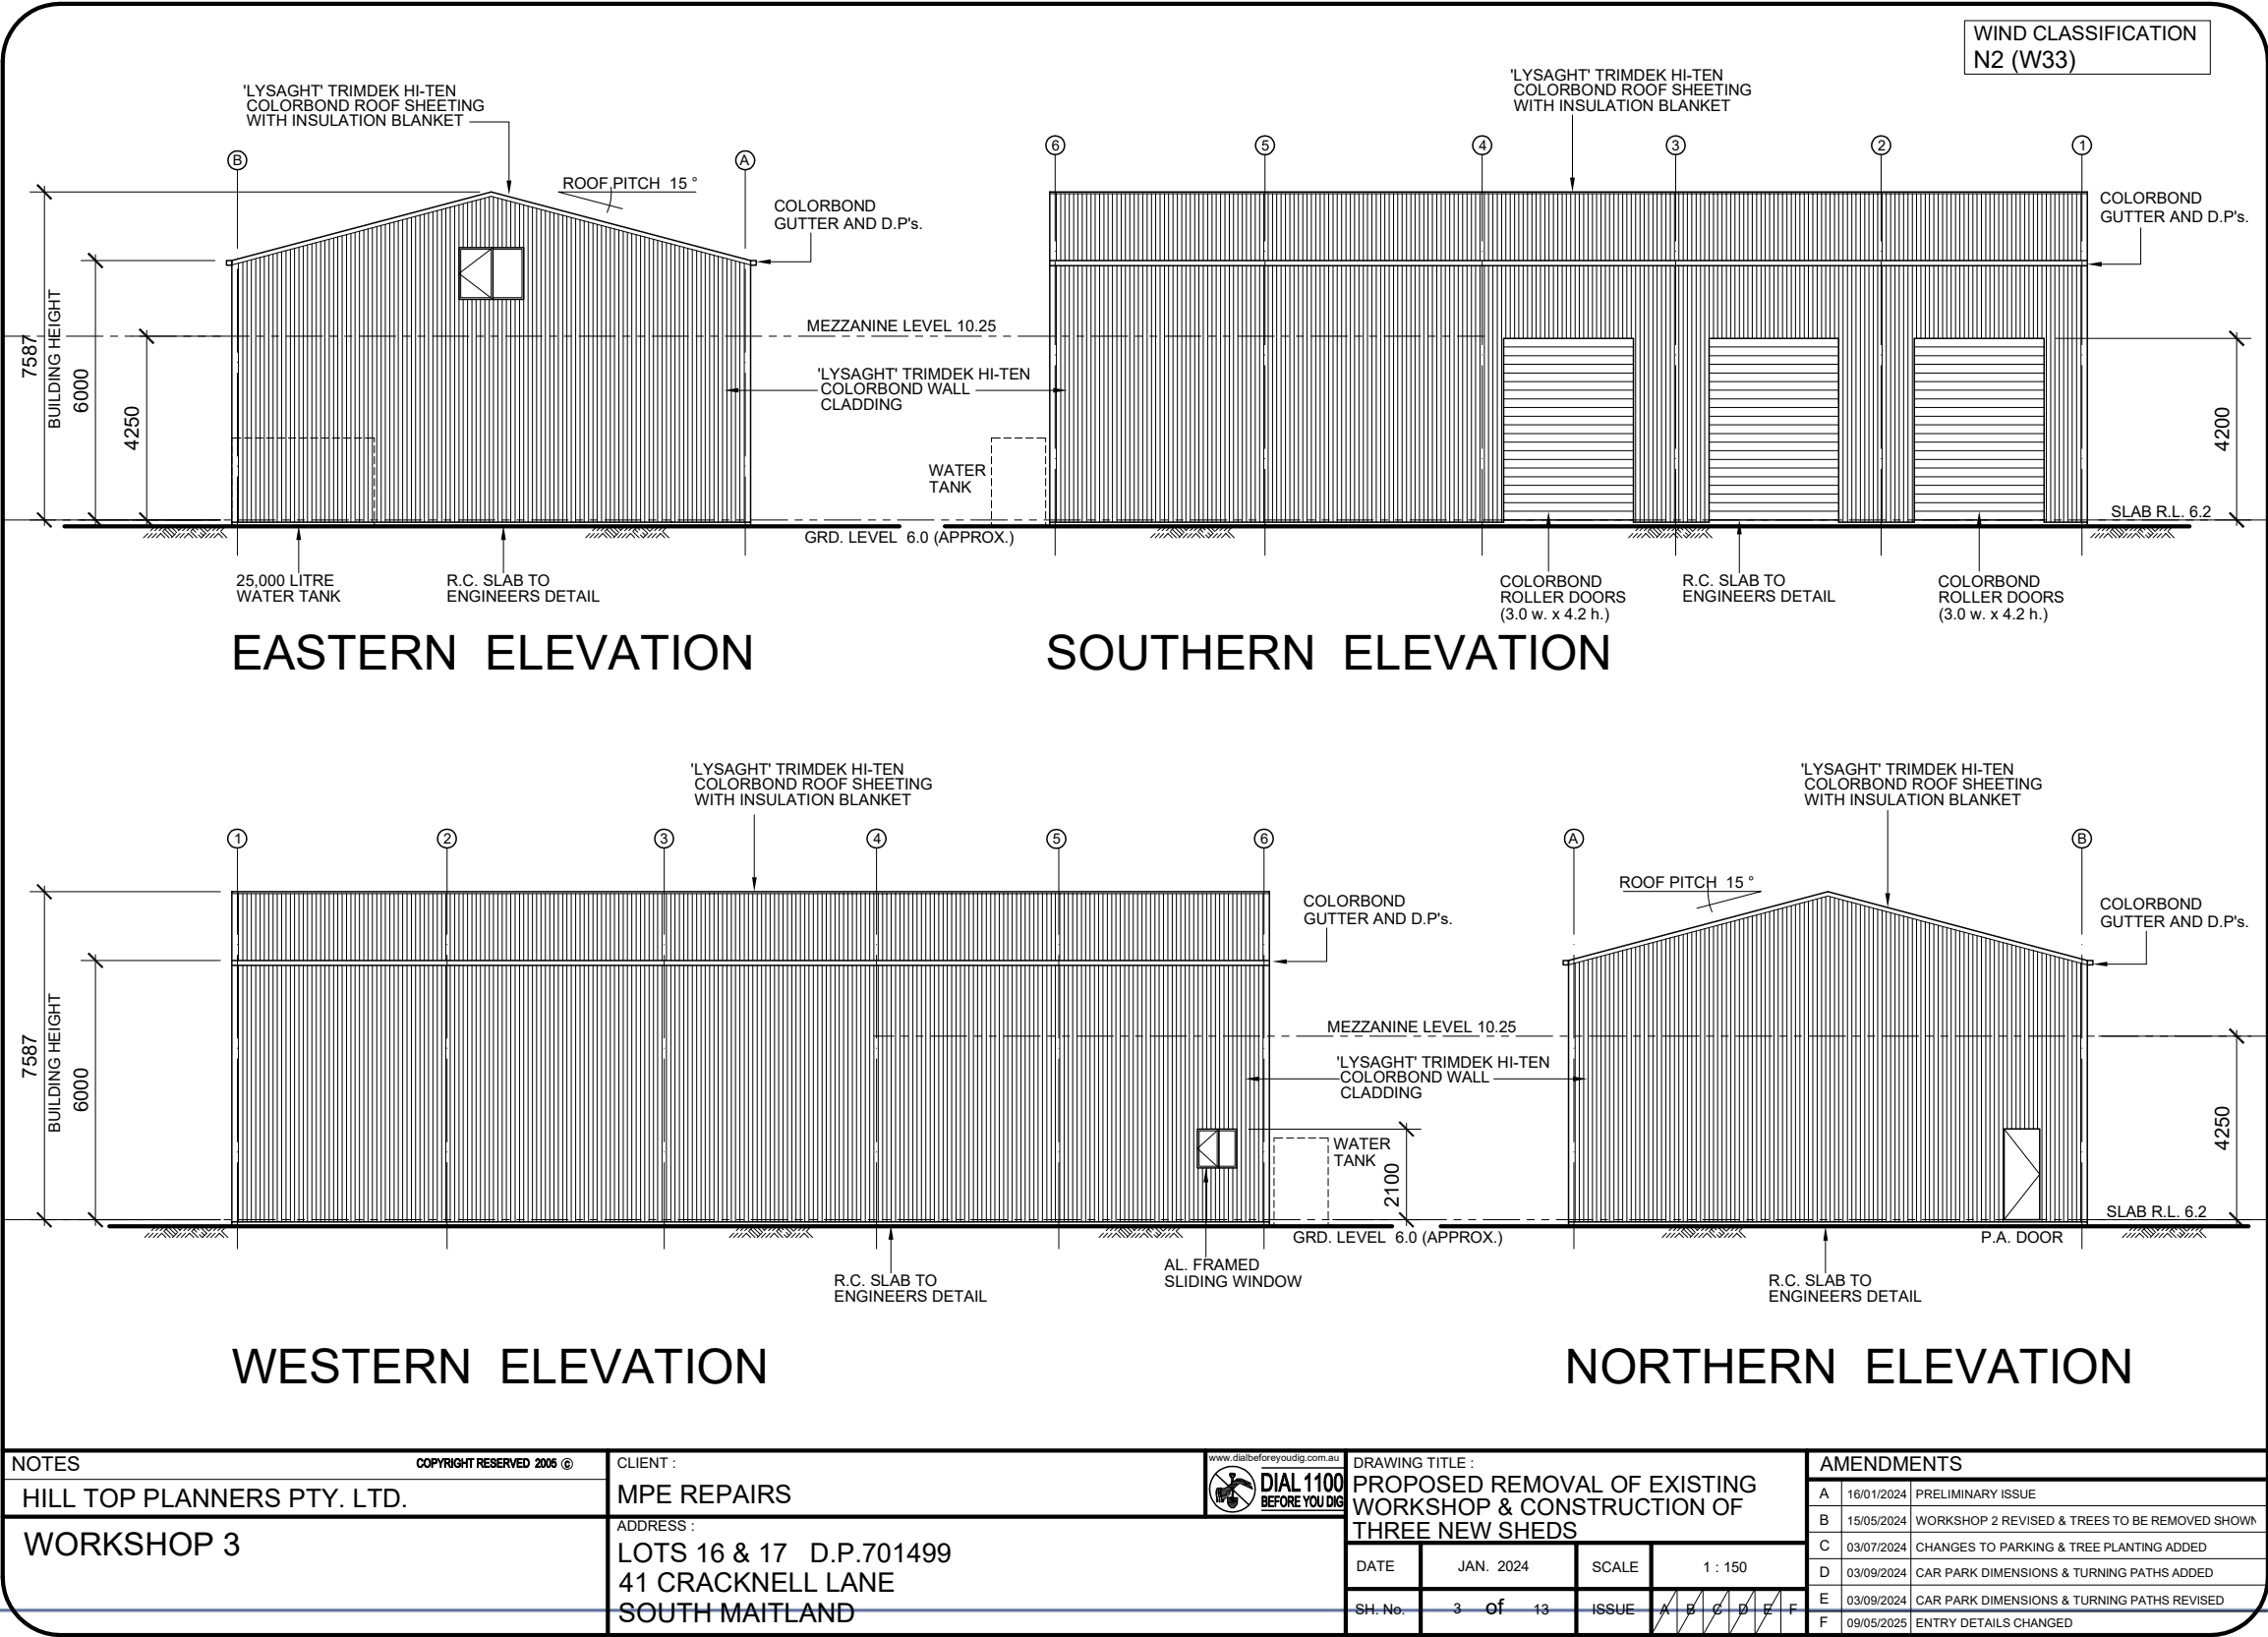 WIND CLASSIFICATION
N2 (W33)
'LYSAGHT' TRIMDEK HI-TEN
COLORBOND ROOF SHEETING
WITH INSULATION BLANKET
B
A
ROOF PITCH 15 °
COLORBOND
GUTTER AND D.P's.
7587
BUILDING HEIGHT
6000
4250
MEZZANINE LEVEL 10.25
'LYSAGHT' TRIMDEK HI-TEN
COLORBOND WALL
CLADDING
GRD. LEVEL 6.0 (APPROX.)
25,000 LITRE
WATER TANK
R.C. SLAB TO
ENGINEERS DETAIL
EASTERN ELEVATION
'LYSAGHT' TRIMDEK HI-TEN
COLORBOND ROOF SHEETING
WITH INSULATION BLANKET
6
5
4
3
2
1
COLORBOND
GUTTER AND D.P's.
WATER
TANK
4200
SLAB R.L. 6.2
COLORBOND
ROLLER DOORS
(3.0 w. x 4.2 h.)
R.C. SLAB TO
ENGINEERS DETAIL
COLORBOND
ROLLER DOORS
(3.0 w. x 4.2 h.)
SOUTHERN ELEVATION
'LYSAGHT' TRIMDEK HI-TEN
COLORBOND ROOF SHEETING
WITH INSULATION BLANKET
1
2
3
4
5
6
COLORBOND
GUTTER AND D.P's.
7587
BUILDING HEIGHT
6000
MEZZANINE LEVEL 10.25
'LYSAGHT' TRIMDEK HI-TEN
COLORBOND WALL
CLADDING
WATER
TANK
2100
GRD. LEVEL 6.0 (APPROX.)
AL. FRAMED
SLIDING WINDOW
R.C. SLAB TO
ENGINEERS DETAIL
WESTERN ELEVATION
'LYSAGHT' TRIMDEK HI-TEN
COLORBOND ROOF SHEETING
WITH INSULATION BLANKET
A
B
ROOF PITCH 15 °
COLORBOND
GUTTER AND D.P's.
4250
SLAB R.L. 6.2
P.A. DOOR
R.C. SLAB TO
ENGINEERS DETAIL
NORTHERN ELEVATION
NOTES
COPYRIGHT RESERVED 2005 ©
HILL TOP PLANNERS PTY. LTD.
WORKSHOP 3
CLIENT :
MPE REPAIRS
www.dialbeforeyoudig.com.au
DIAL 1100
BEFORE YOU DIG
ADDRESS :
LOTS 16 & 17 D.P.701499
41 CRACKNELL LANE
SOUTH MAITLAND
DRAWING TITLE :
PROPOSED REMOVAL OF EXISTING
WORKSHOP & CONSTRUCTION OF
THREE NEW SHEDS
DATE JAN. 2024 SCALE 1 : 150
SH. No. 3 of 13 ISSUE A B C D E F
AMENDMENTS
A 16/01/2024 PRELIMINARY ISSUE
B 15/05/2024 WORKSHOP 2 REVISED & TREES TO BE REMOVED SHOWN
C 03/07/2024 CHANGES TO PARKING & TREE PLANTING ADDED
D 03/09/2024 CAR PARK DIMENSIONS & TURNING PATHS ADDED
E 03/09/2024 CAR PARK DIMENSIONS & TURNING PATHS REVISED
F 09/05/2025 ENTRY DETAILS CHANGED